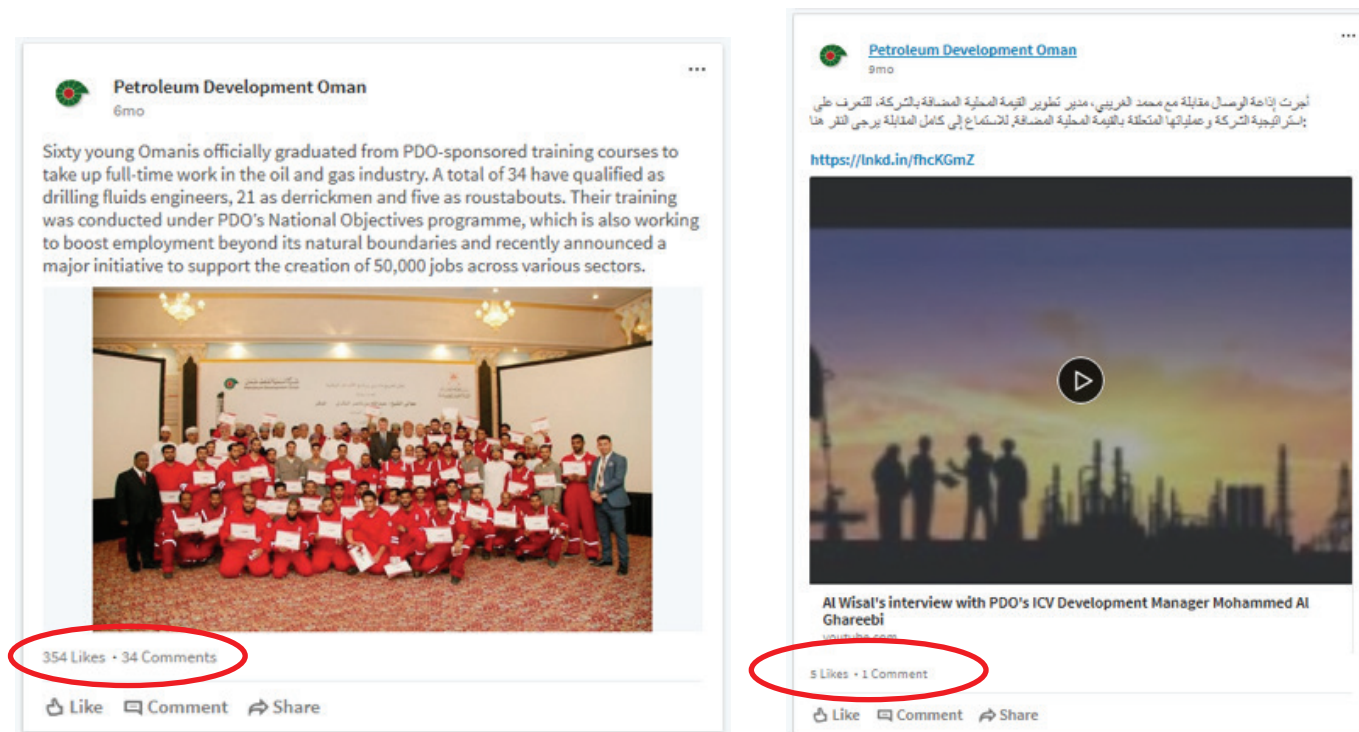 Petroleum Development Oman
6mo
Sixty young Omanis officially graduated from PDO-sponsored training courses to
take up full-time work in the oil and gas industry. A total of 34 have qualified as
drilling fluids engineers, 21 as derrickmen and five as roustabouts. Their training
was conducted under PDO's National Objectives programme, which is also working
to boost employment beyond its natural boundaries and recently announced a
major initiative to support the creation of 50,000 jobs across various sectors.
354 Likes • 34 Comments
Like Comment Share
Petroleum Development Oman
9mo
أجرت إذاعة الوصال مقابلة مع محمد الغريبي، مدير تطوير القيمة المحلية المضافة بالشركة، للتعرف على
استراتيجية الشركة وعملياتها المتعلقة بالقيمة المحلية المضافة. للاستماع إلى كامل المقابلة يرجى النقر هنا:
https://lnkd.in/fhcKGmZ
Al Wisal's interview with PDO's ICV Development Manager Mohammed Al
Ghareebi
youtube.com
5 Likes • 1 Comment
Like Comment Share